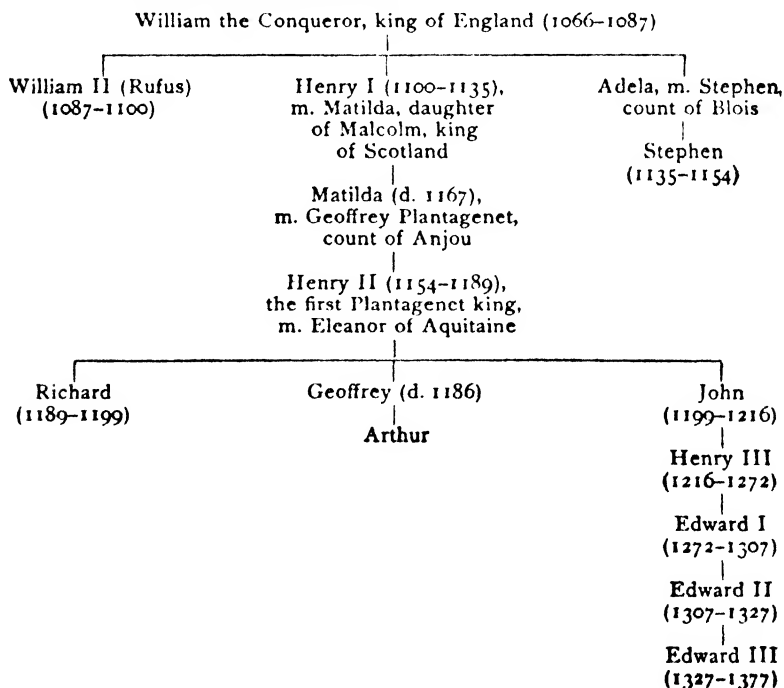 William the Conqueror, king of England (1066–1087)
William II (Rufus)
(1087–1100)
Henry I (1100–1135),
m. Matilda, daughter
of Malcolm, king
of Scotland
Adela, m. Stephen,
count of Blois
Stephen
(1135–1154)
Matilda (d. 1167),
m. Geoffrey Plantagenet,
count of Anjou
Henry II (1154–1189),
the first Plantagenet king,
m. Eleanor of Aquitaine
Richard
(1189–1199)
Geoffrey (d. 1186)
Arthur
John
(1199–1216)
Henry III
(1216–1272)
Edward I
(1272–1307)
Edward II
(1307–1327)
Edward III
(1327–1377)